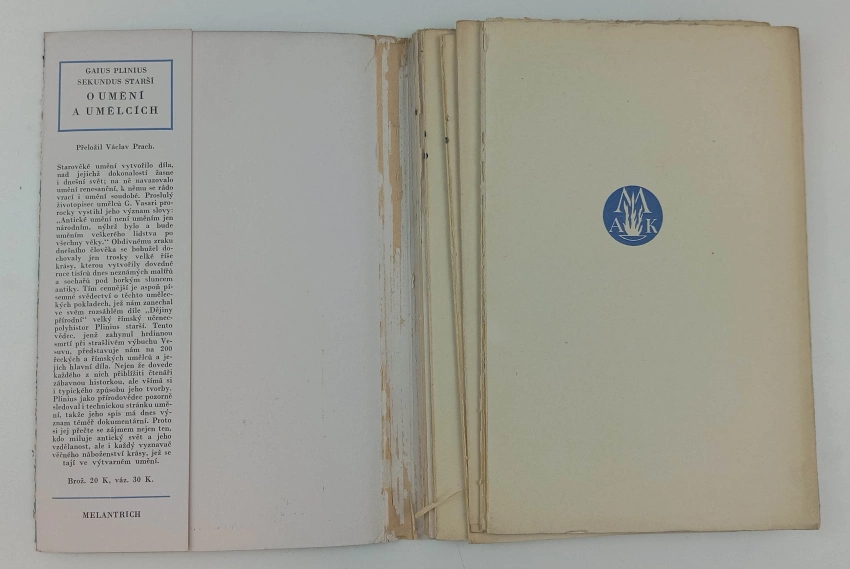 GAIUS PLINIUS
SEKUNDUS STARŠÍ
O UMĚNÍ
A UMĚLCÍCH
Přeložil Václav Prach.
Starověké umění vytvořilo díla,
nad jejichž dokonalostí žasne
i dnešní svět; na ně navazovalo
umění renesanční, k němu se rádo
vrací i umění soudobé. Proslulý
životopisec umělců G. Vasari pro-
rocky vystihl jeho význam slovy:
„Antické umění není uměním jen
národním, nýbrž bylo a bude
uměním veškerého lidstva po
všechny věky.“ Obdivnému zraku
dnešního člověka se bohužel do-
chovaly jen trosky velké říše
krásy, kterou vytvořily dovedné
ruce tisíců dnes neznámých malířů
a sochařů pod horkým sluncem
antiky. Tím cennější je aspoň pí-
semné svědectví o těchto umělec-
kých pokladech, jež nám zanechal
ve svém rozsáhlém díle „Dějiny
přírodní“ velký římský učenec-
polyhistor Plinius starší. Tento
vědec, jenž zahynul hrdinnou
smrtí při strašlivém výbuchu Ve-
suvu, představuje nám na 200
řeckých a římských umělců a je-
jich hlavní díla. Nejen že dovede
každého z nich přiblížiti čtenáři
zábavnou historkou, ale všímá si
i typického způsobu jeho tvorby.
Plinius jako přírodovědec pozorně
sledoval i technickou stránku umě-
ní, takže jeho spis má dnes vý-
znam téměř dokumentární. Proto
si jej přečte se zájmem nejen ten,
kdo miluje antický svět a jeho
vzdělanost, ale i každý vyznavač
věčného náboženství krásy, jež se
tají ve výtvarném umění.
Brož. 20 K, váz. 30 K.
MELANTRICH
M
A K